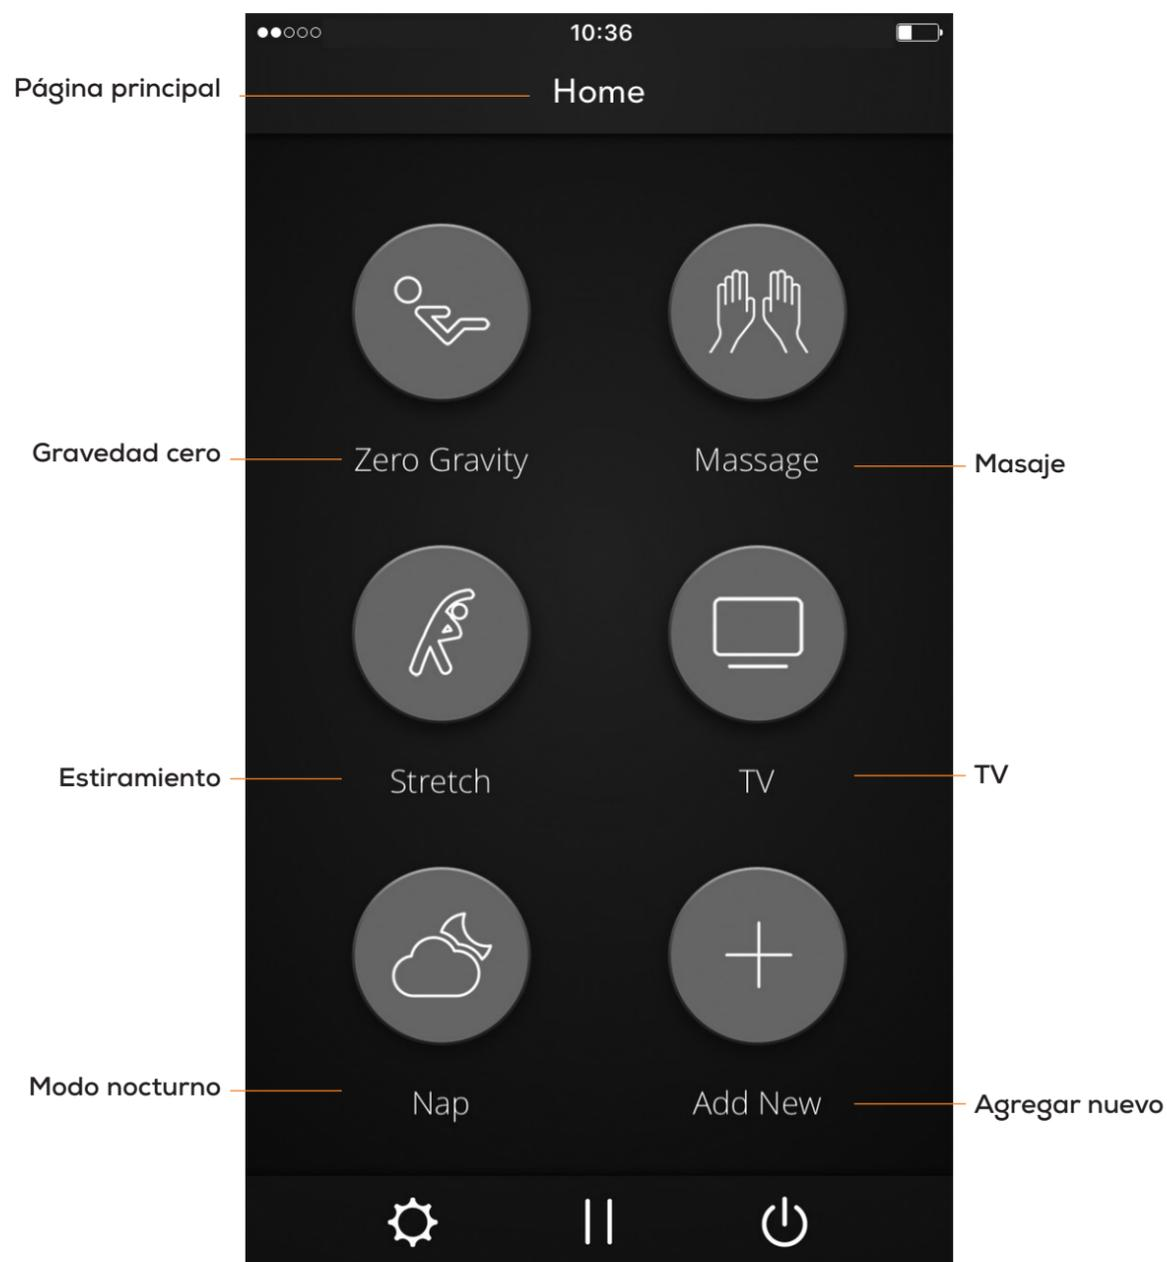 10:36
Página principal
Home
Gravedad cero
Zero Gravity
Massage
Masaje
Estiramiento
Stretch
TV
TV
Modo nocturno
Nap
Add New
Agregar nuevo